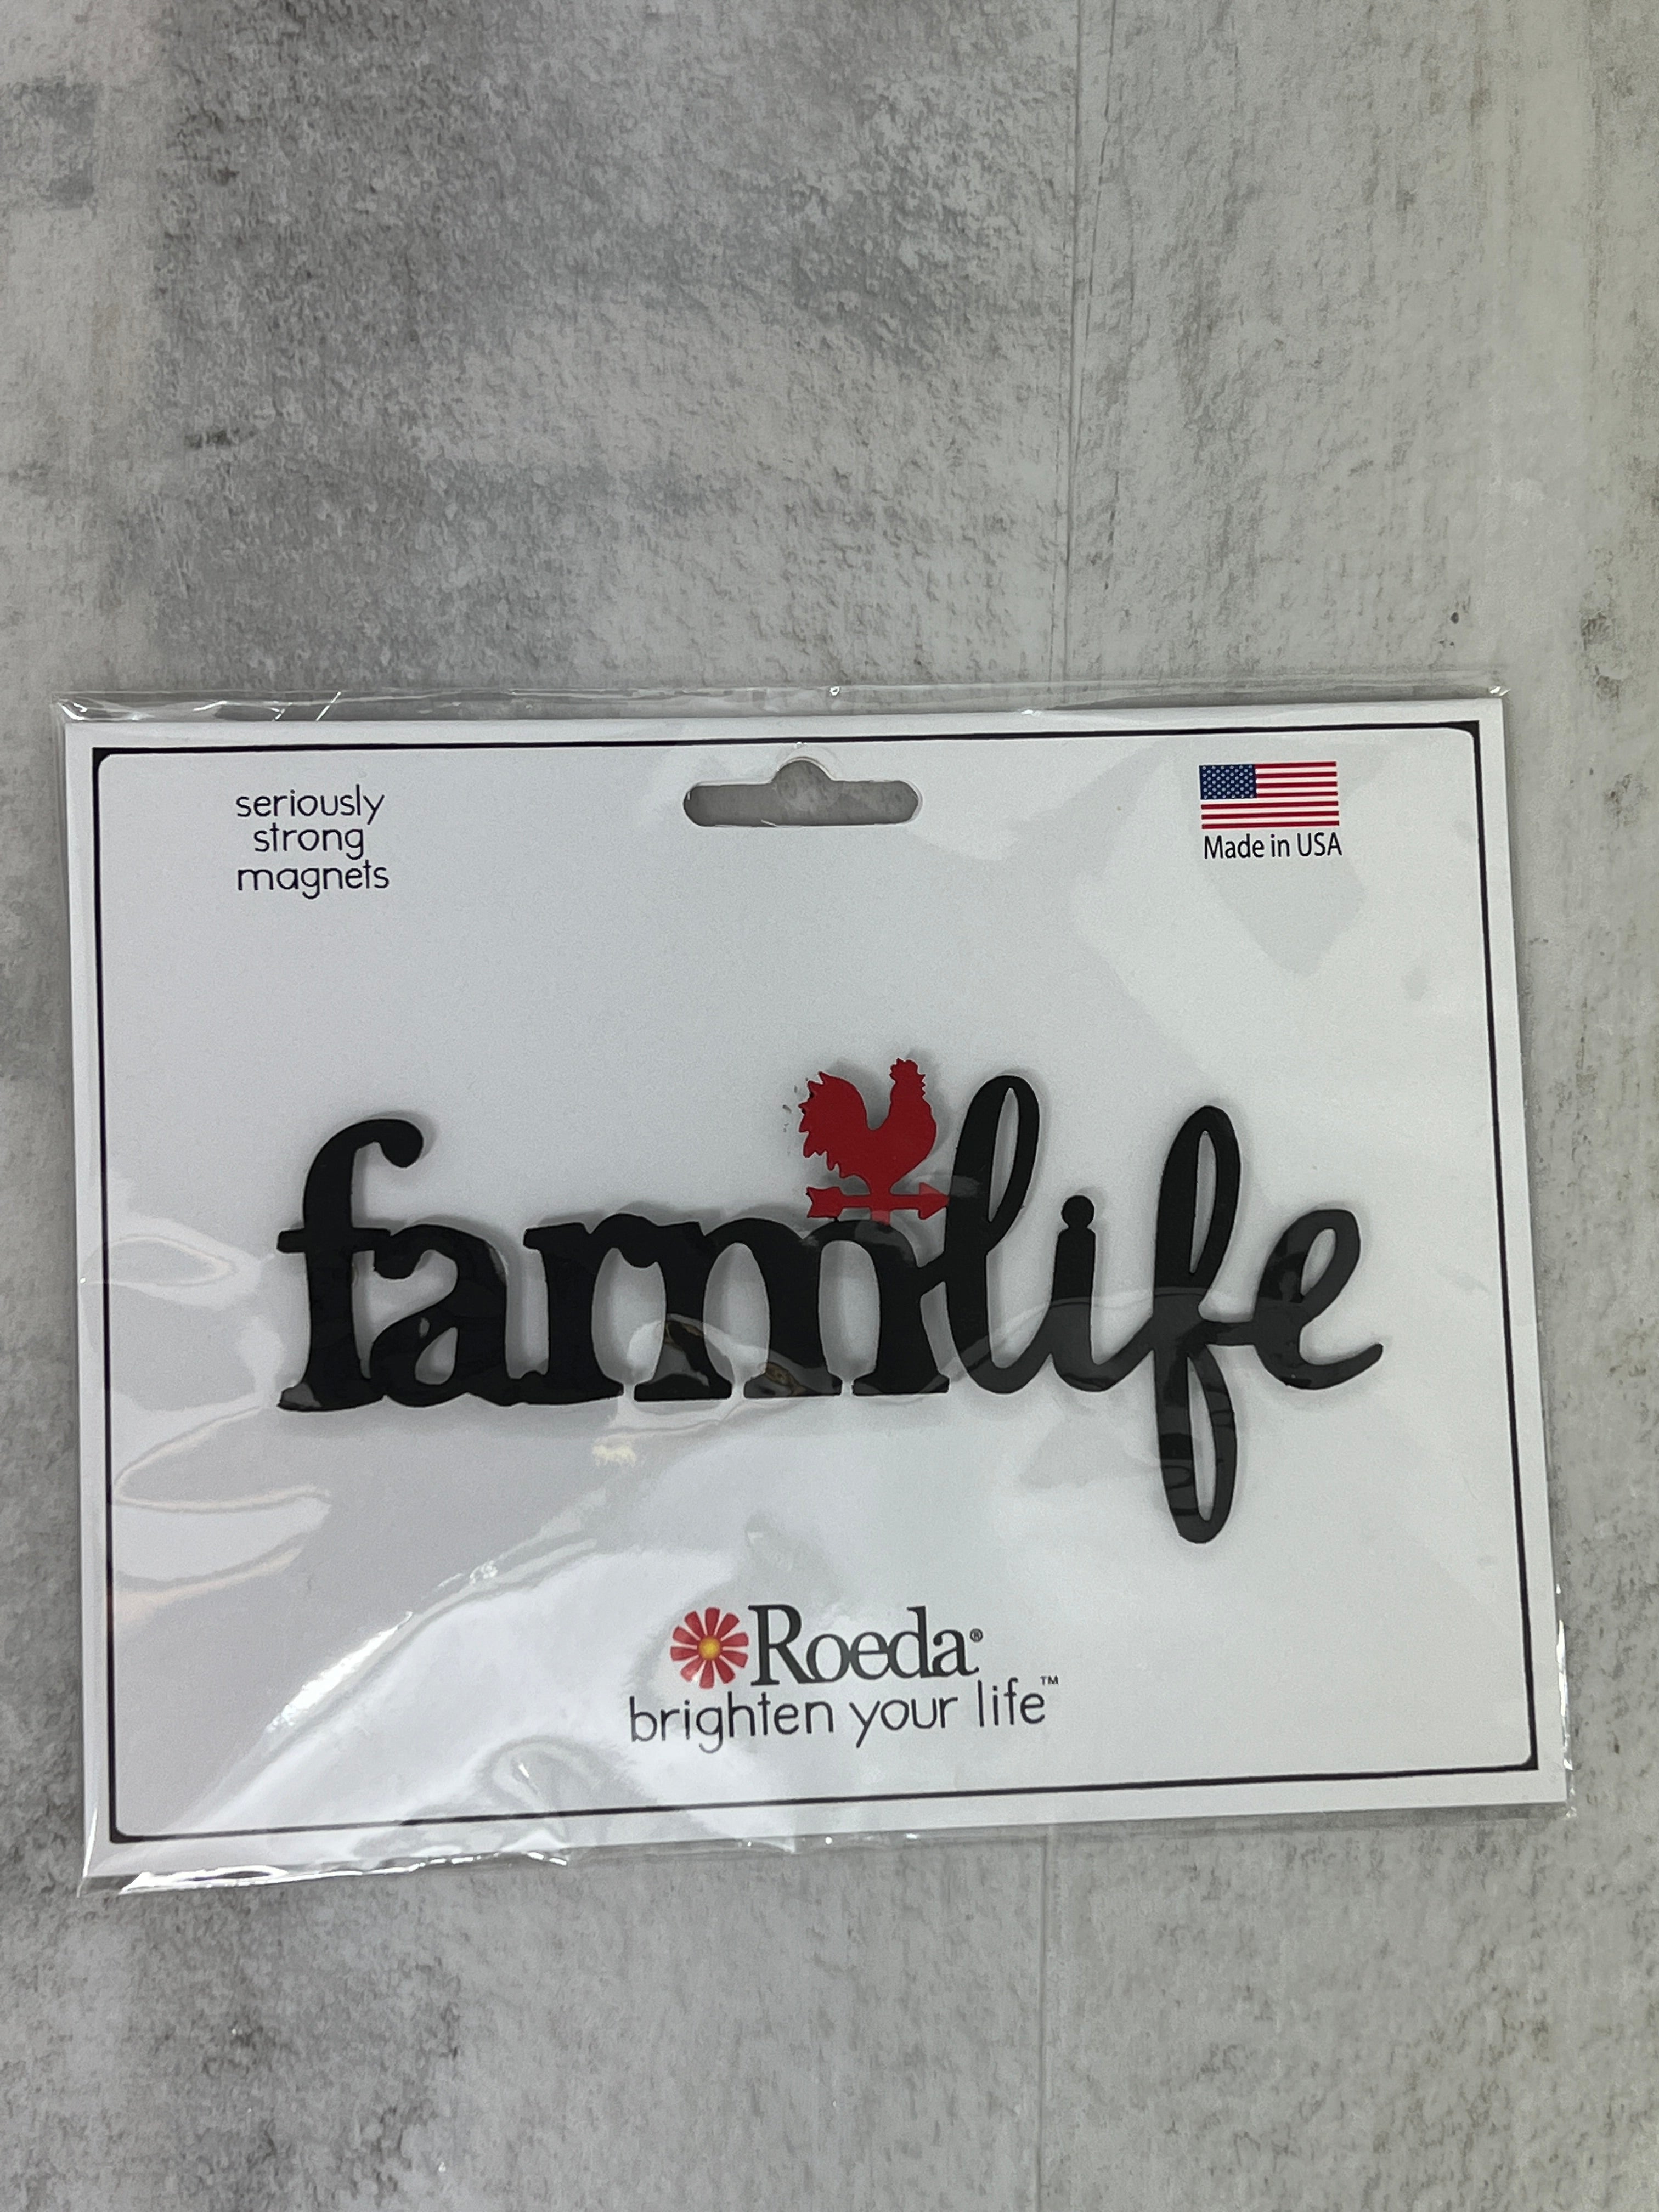 seriously
strong
magnets
Made in USA
farmlife
Roeda®
brighten your life™